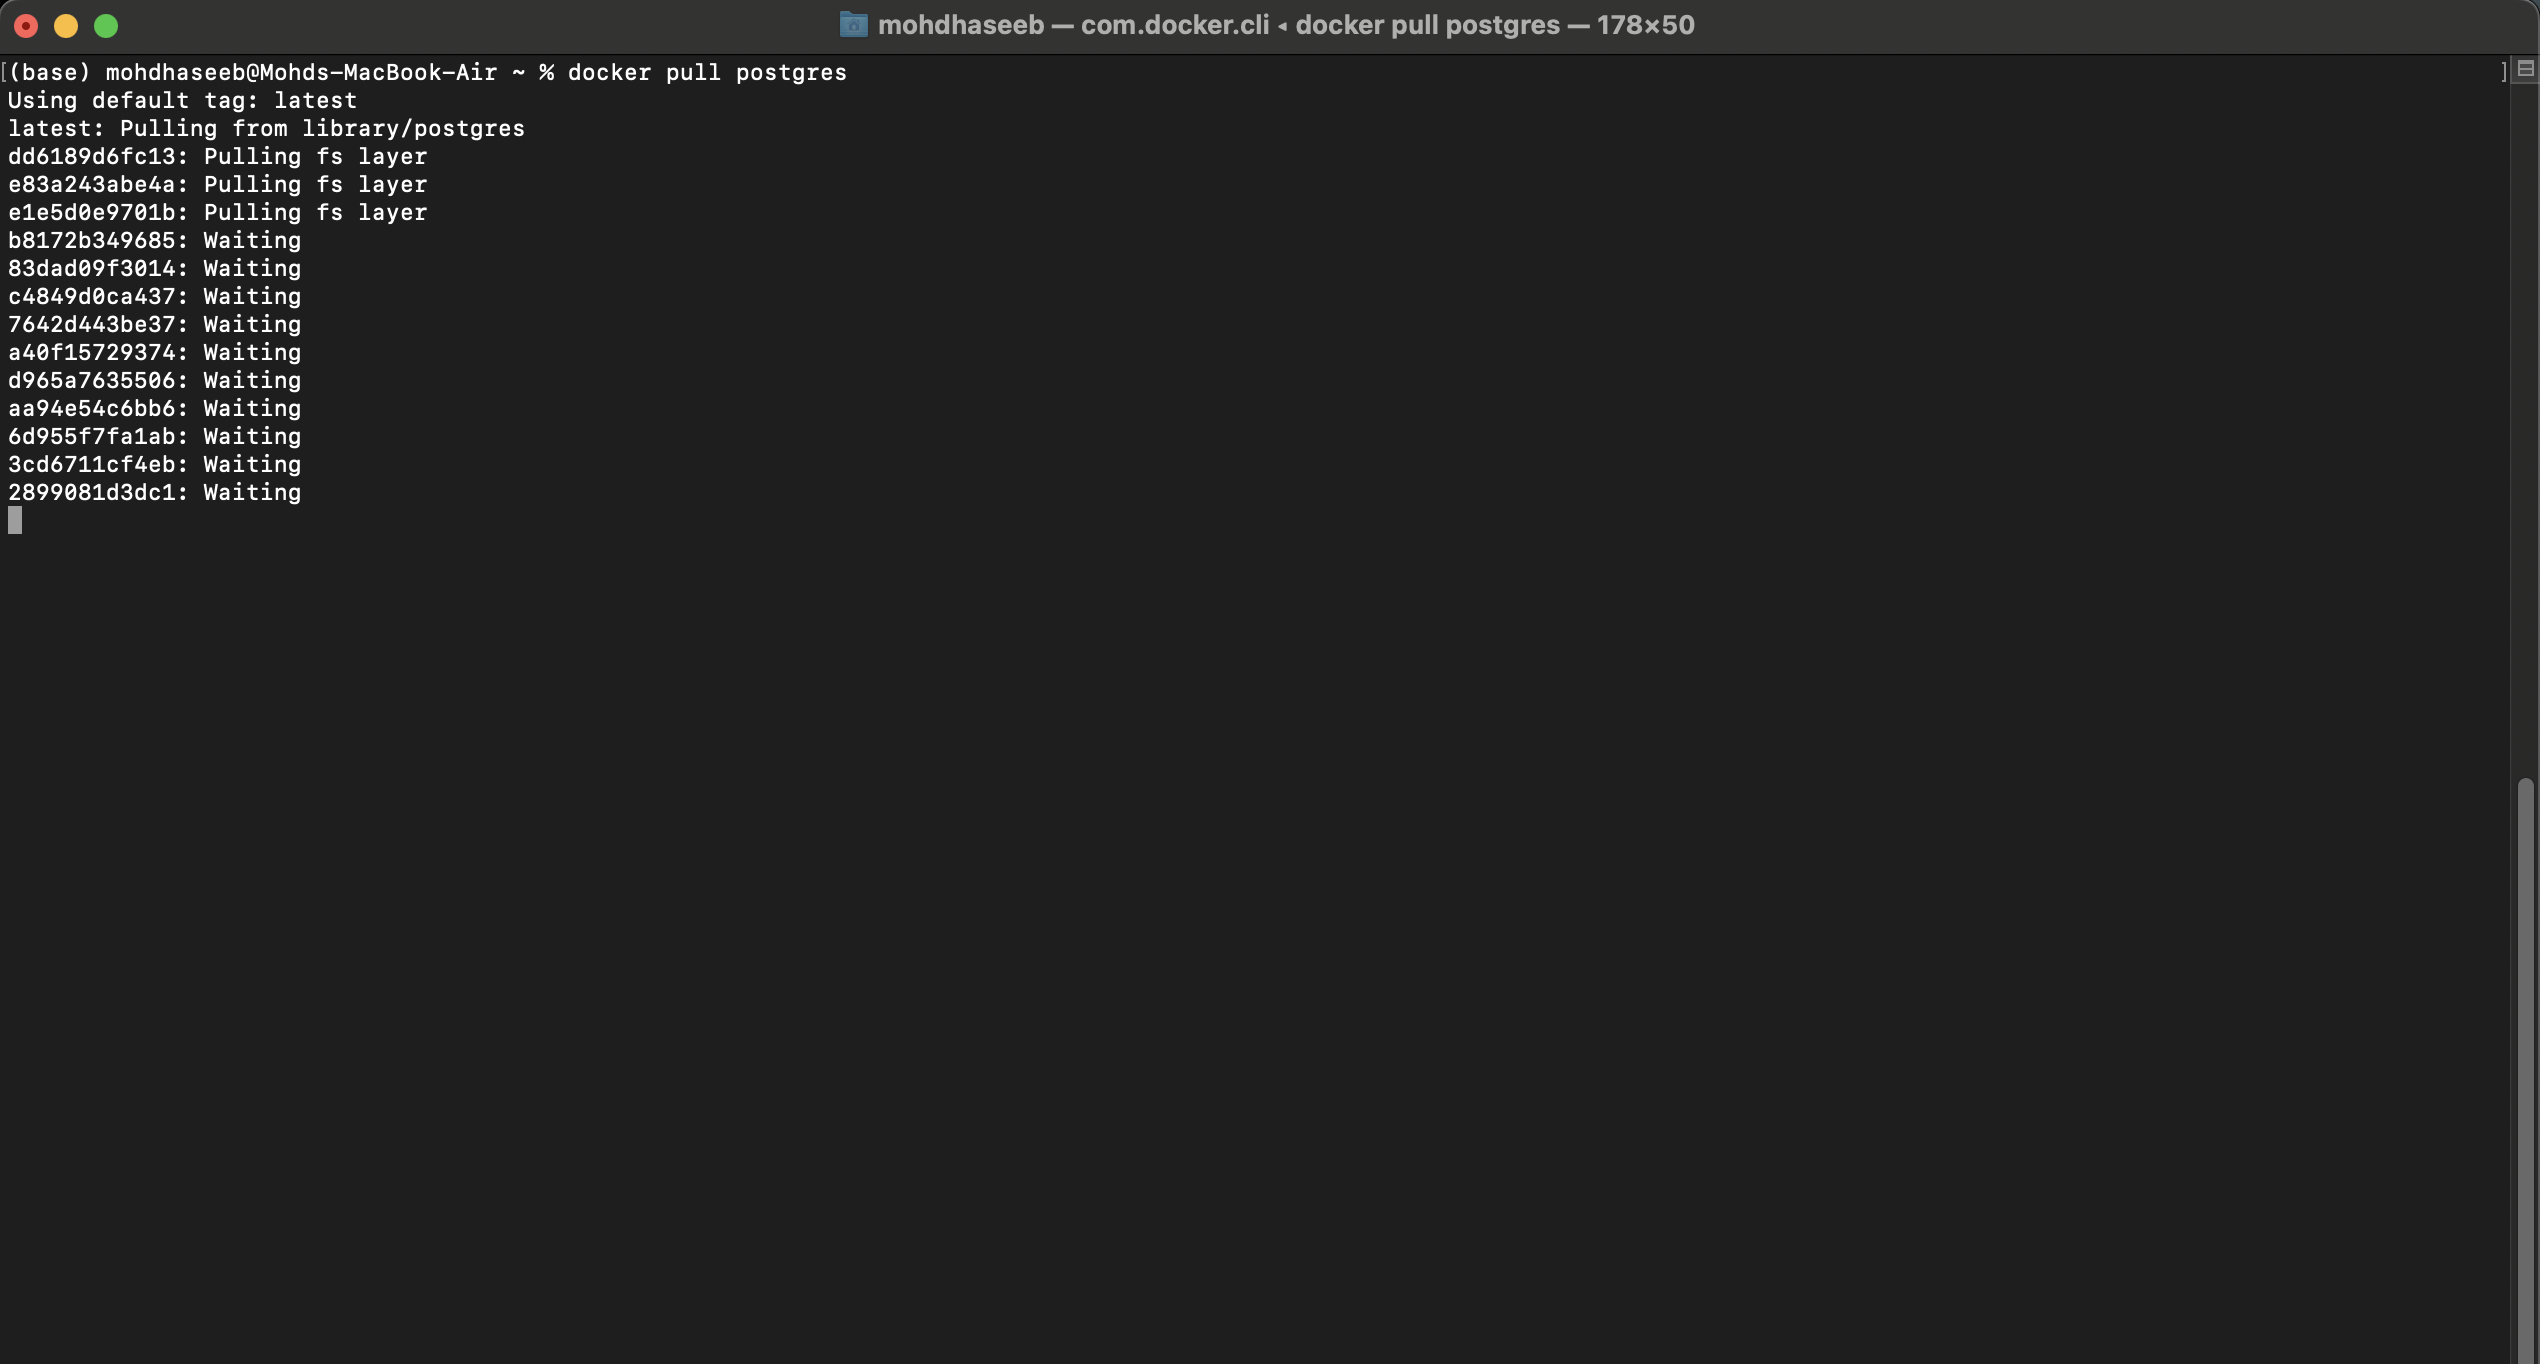 mohdhaseeb — com.docker.cli ◂ docker pull postgres — 178×50
[(base) mohdhaseeb@Mohds-MacBook-Air ~ % docker pull postgres ]
Using default tag: latest
latest: Pulling from library/postgres
dd6189d6fc13: Pulling fs layer
e83a243abe4a: Pulling fs layer
e1e5d0e9701b: Pulling fs layer
b8172b349685: Waiting
83dad09f3014: Waiting
c4849d0ca437: Waiting
7642d443be37: Waiting
a40f15729374: Waiting
d965a7635506: Waiting
aa94e54c6bb6: Waiting
6d955f7fa1ab: Waiting
3cd6711cf4eb: Waiting
2899081d3dc1: Waiting